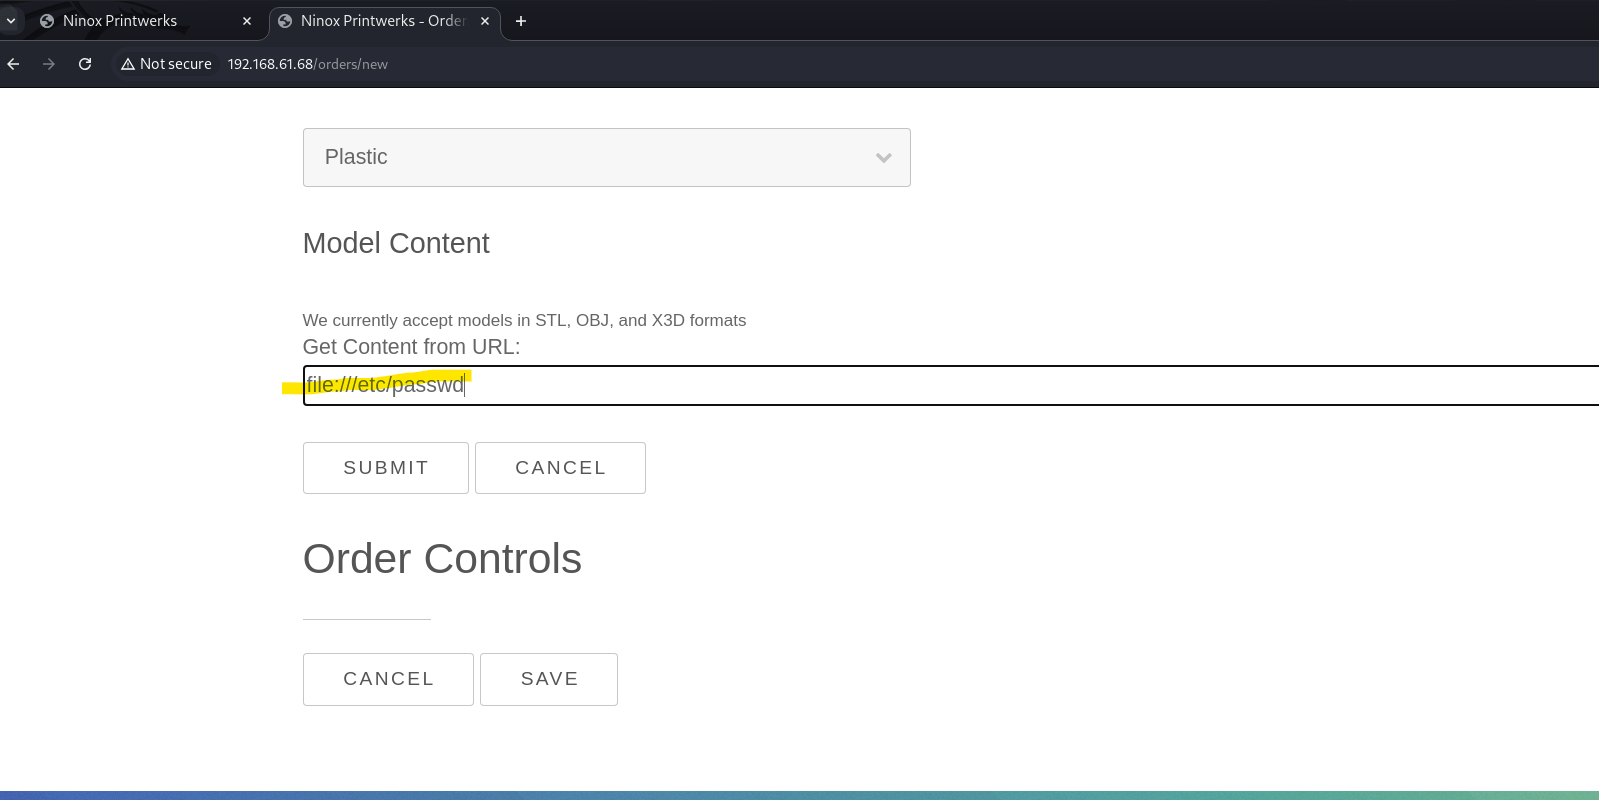 Ninox Printwerks
Ninox Printwerks - Order
Not secure 192.168.61.68/orders/new
Plastic
Model Content
We currently accept models in STL, OBJ, and X3D formats
Get Content from URL:
file:///etc/passwd
SUBMIT CANCEL
Order Controls
CANCEL SAVE